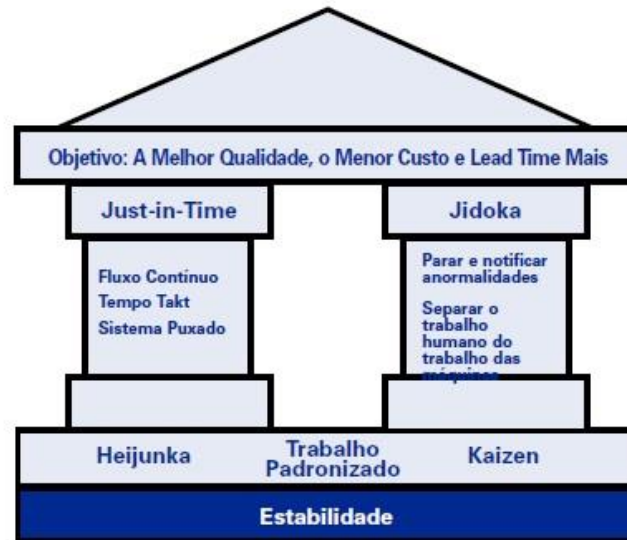 Objetivo: A Melhor Qualidade, o Menor Custo e Lead Time Mais
Just-in-Time
Jidoka
Fluxo Contínuo
Tempo Takt
Sistema Puxado
Parar e notificar
anormalidades
Separar o
trabalho
humano do
trabalho das
máquinas
Heijunka
Trabalho
Padronizado
Kaizen
Estabilidade